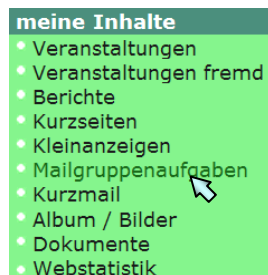 meine Inhalte
Veranstaltungen
Veranstaltungen fremd
Berichte
Kurzseiten
Kleinanzeigen
Mailgruppenaufgaben
Kurzmail
Album / Bilder
Dokumente
Webstatistik